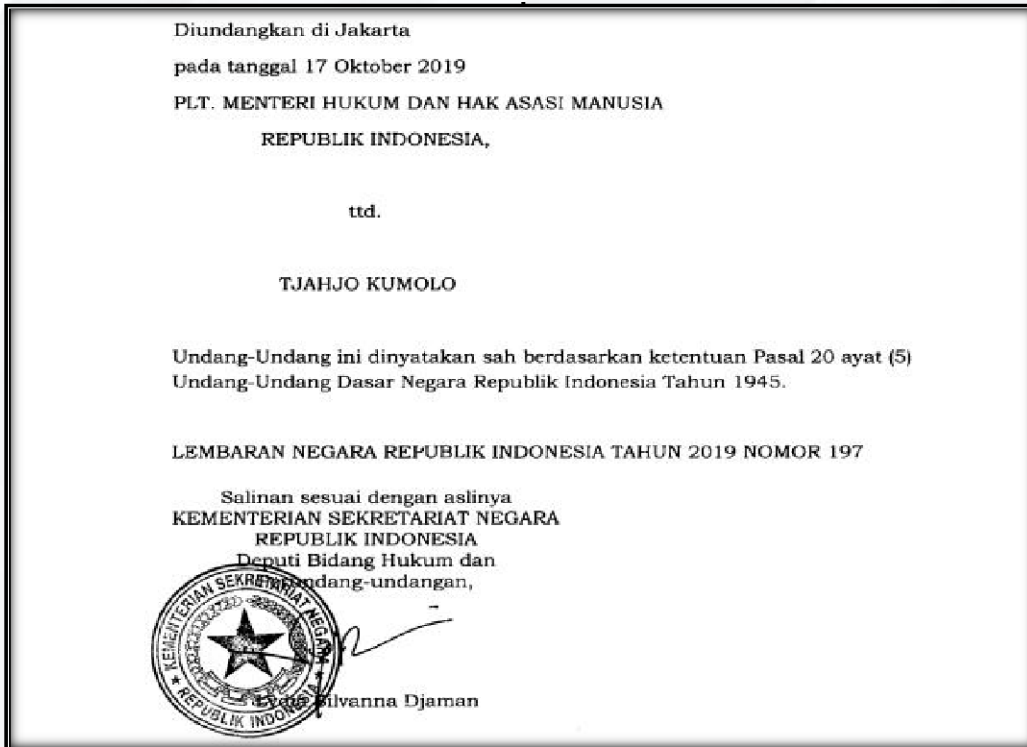 Diundangkan di Jakarta
pada tanggal 17 Oktober 2019
PLT. MENTERI HUKUM DAN HAK ASASI MANUSIA
REPUBLIK INDONESIA,
ttd.
TJAHJO KUMOLO
Undang-Undang ini dinyatakan sah berdasarkan ketentuan Pasal 20 ayat (5)
Undang-Undang Dasar Negara Republik Indonesia Tahun 1945.
LEMBARAN NEGARA REPUBLIK INDONESIA TAHUN 2019 NOMOR 197
Salinan sesuai dengan aslinya
KEMENTERIAN SEKRETARIAT NEGARA
REPUBLIK INDONESIA
Deputi Bidang Hukum dan
undang-undangan,
KEMENTERIAN SEKRETARIAT NEGARA
REPUBLIK INDONESIA
Silvanna Djaman